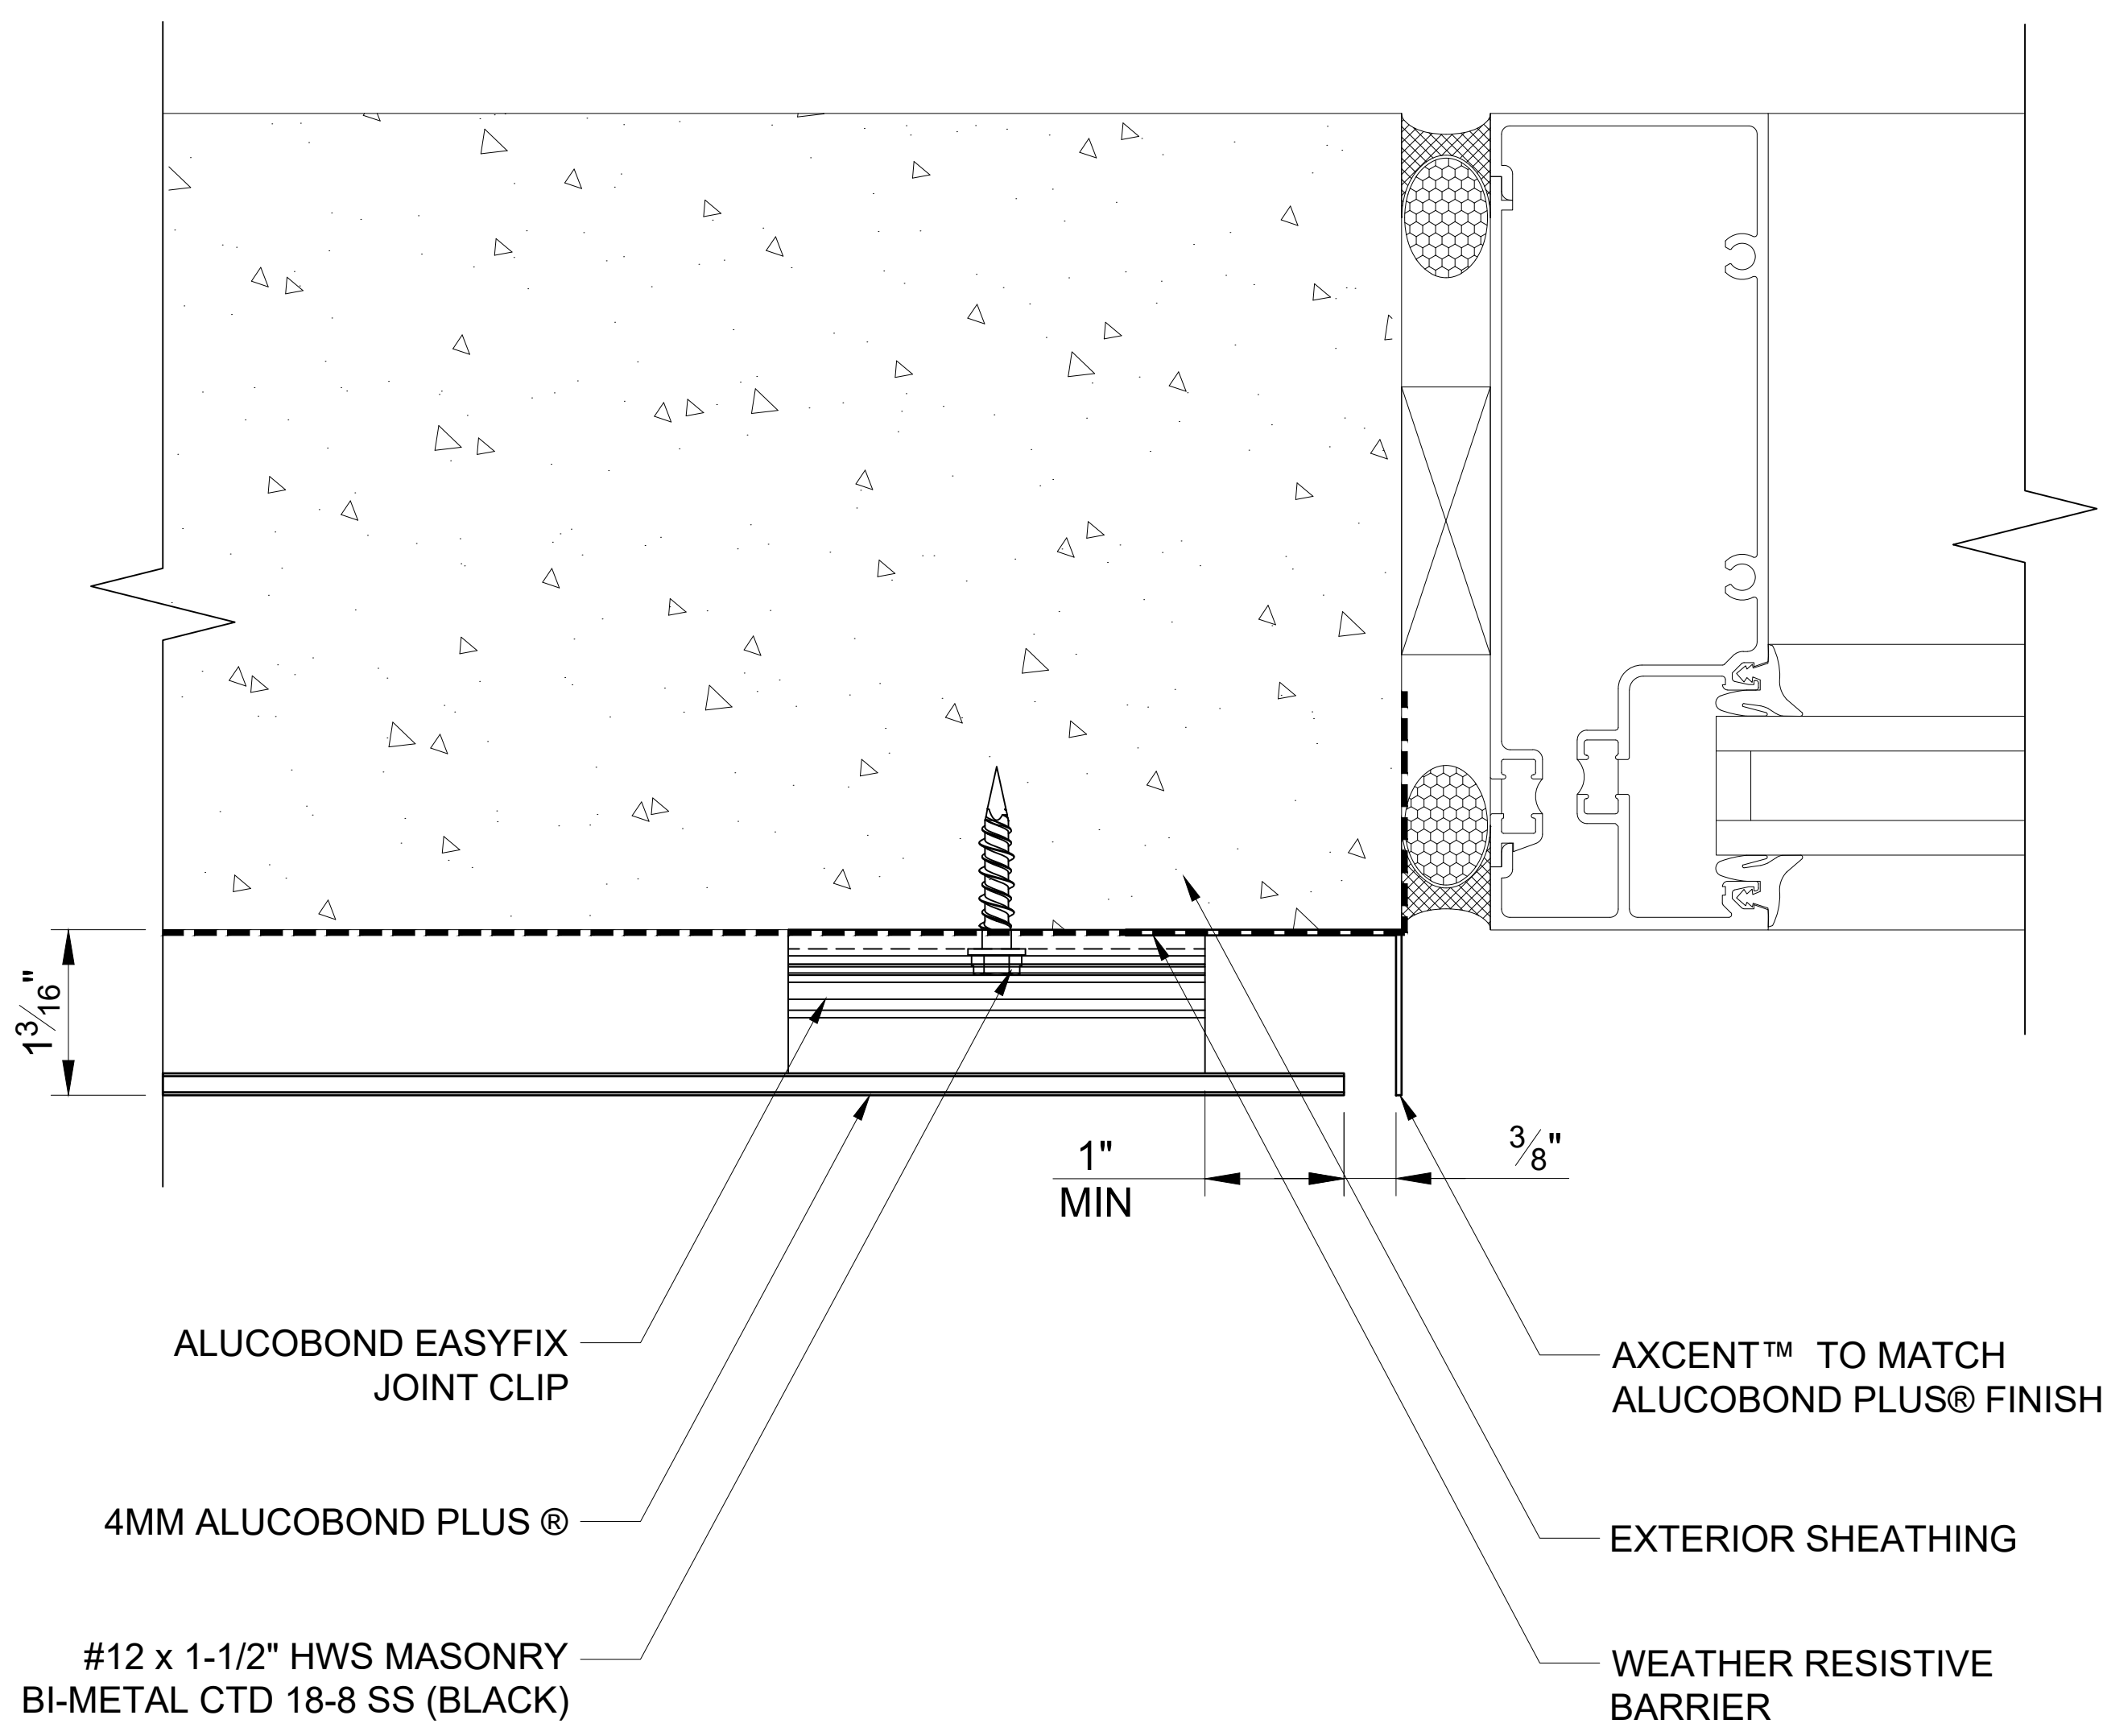 1 3/16"
1"
MIN
3/8"
ALUCOBOND EASYFIX
JOINT CLIP
4MM ALUCOBOND PLUS ®
#12 x 1-1/2" HWS MASONRY
BI-METAL CTD 18-8 SS (BLACK)
AXCENT™ TO MATCH
ALUCOBOND PLUS® FINISH
EXTERIOR SHEATHING
WEATHER RESISTIVE
BARRIER